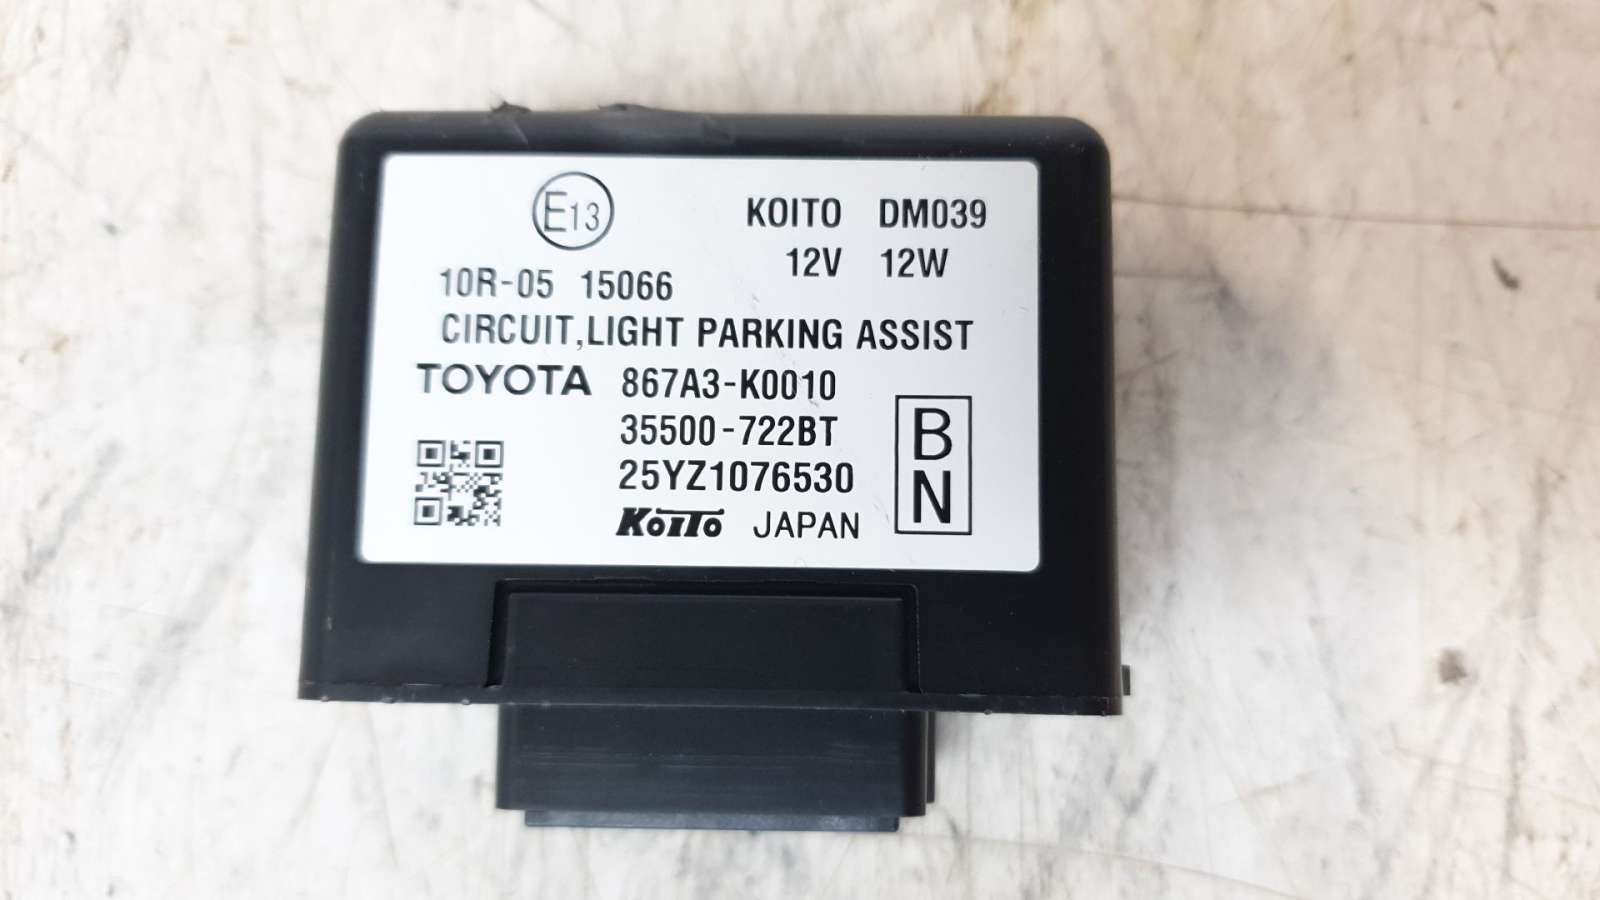 E13
KOITO DM039
12V 12W
10R-05 15066
CIRCUIT,LIGHT PARKING ASSIST
TOYOTA 867A3-K0010
35500-722BT
25YZ1076530
KOITO JAPAN
B
N